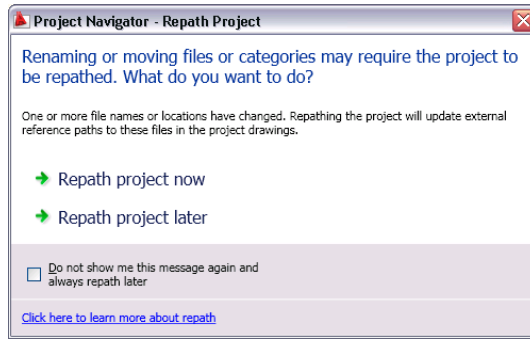 Project Navigator - Repath Project
Renaming or moving files or categories may require the project to
be repathed. What do you want to do?
One or more file names or locations have changed. Repathing the project will update external
reference paths to these files in the project drawings.
Repath project now
Repath project later
Do not show me this message again and
always repath later
Click here to learn more about repath